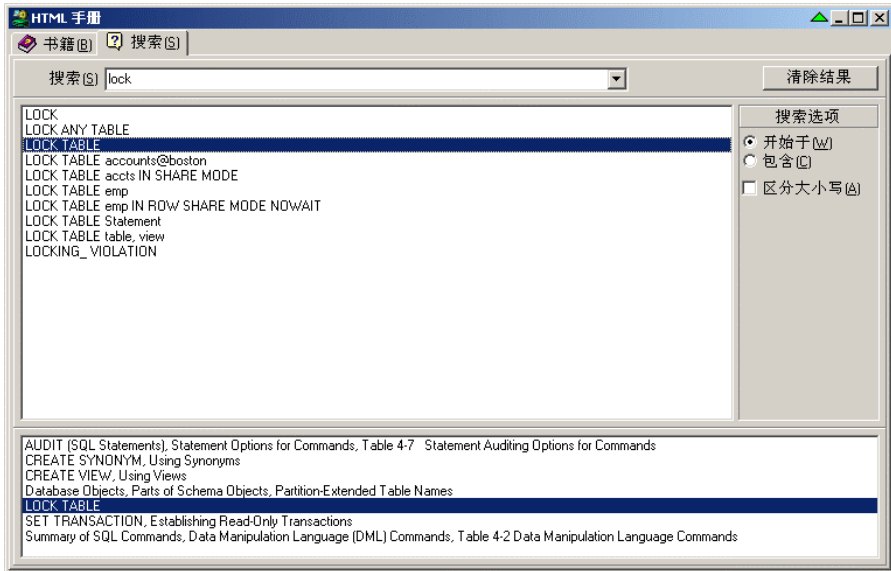 HTML 手册
书籍(B) 搜索(S)
搜索(S) lock 清除结果
LOCK
LOCK ANY TABLE
LOCK TABLE
LOCK TABLE accounts@boston
LOCK TABLE accts IN SHARE MODE
LOCK TABLE emp
LOCK TABLE emp IN ROW SHARE MODE NOWAIT
LOCK TABLE Statement
LOCK TABLE table, view
LOCKING_ VIOLATION
搜索选项
开始于(W)
包含(C)
区分大小写(A)
AUDIT (SQL Statements), Statement Options for Commands, Table 4-7 Statement Auditing Options for Commands
CREATE SYNONYM, Using Synonyms
CREATE VIEW, Using Views
Database Objects, Parts of Schema Objects, Partition-Extended Table Names
LOCK TABLE
SET TRANSACTION, Establishing Read-Only Transactions
Summary of SQL Commands, Data Manipulation Language (DML) Commands, Table 4-2 Data Manipulation Language Commands